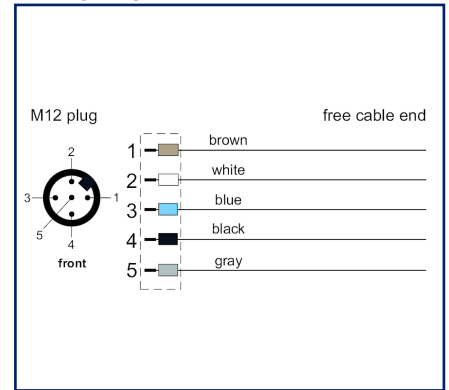 M12 plug
free cable end
2
3
1
5
4
front
1 brown
2 white
3 blue
4 black
5 gray